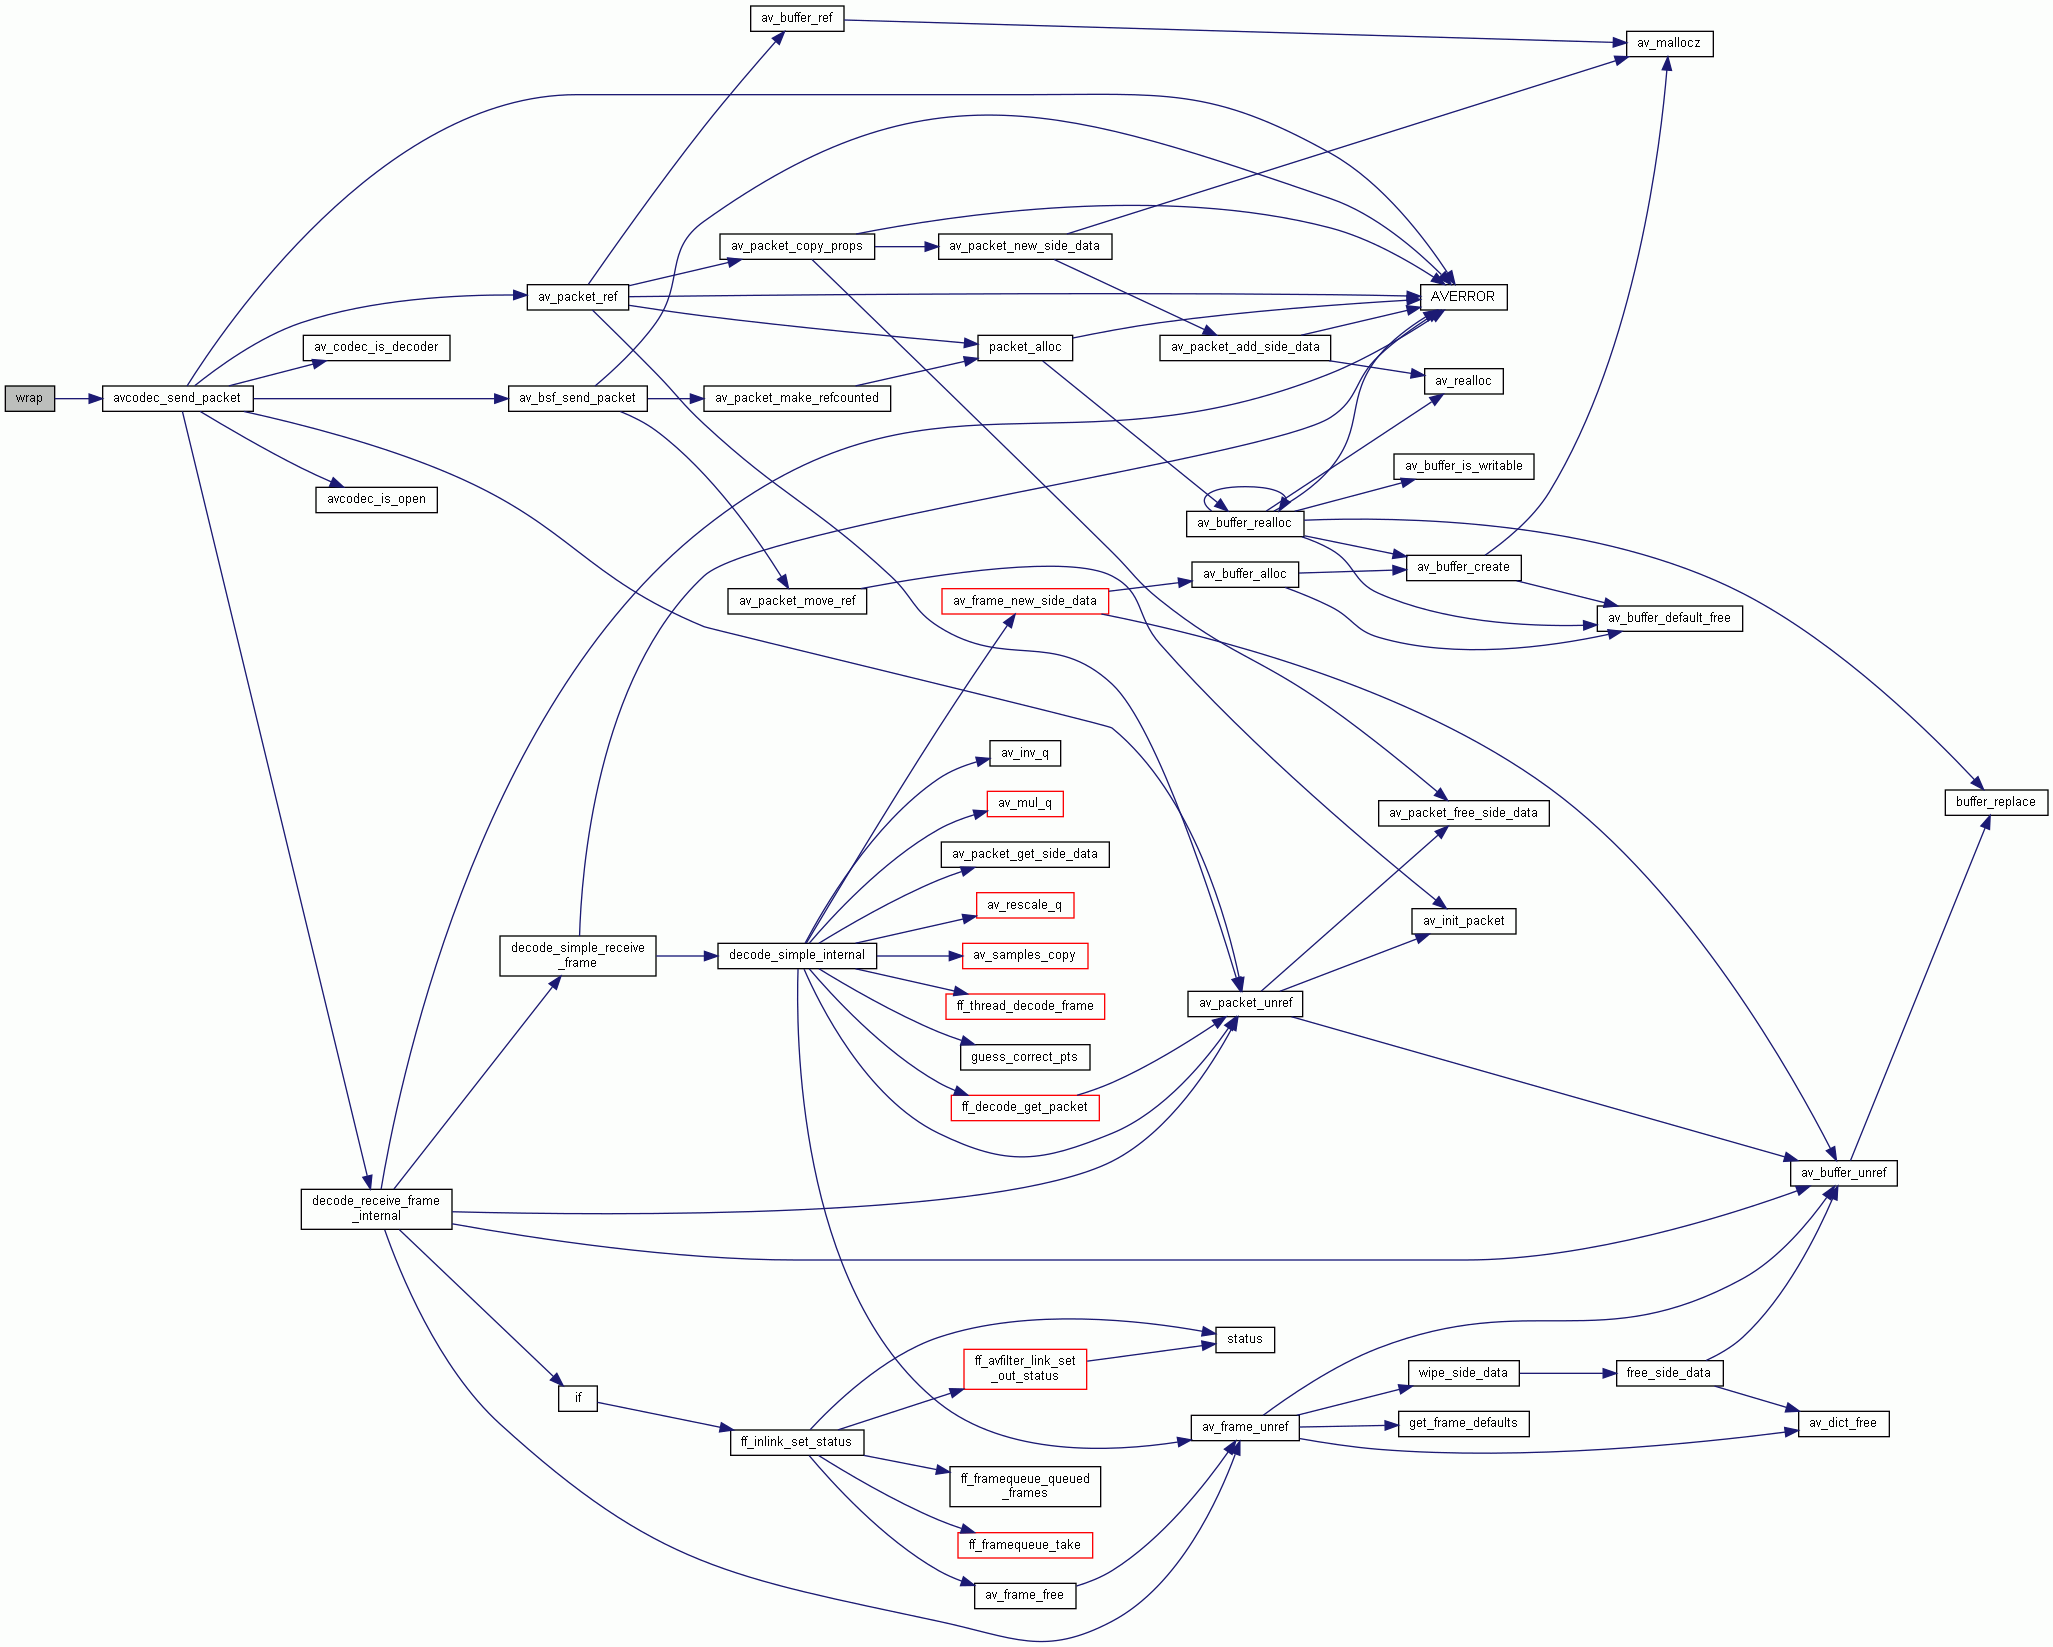 av_buffer_ref
av_mallocz
av_packet_copy_props
av_packet_new_side_data
av_packet_ref
AVERROR
av_codec_is_decoder
packet_alloc
av_packet_add_side_data
av_realloc
wrap
avcodec_send_packet
av_bsf_send_packet
av_packet_make_refcounted
av_buffer_is_writable
avcodec_is_open
av_buffer_realloc
av_buffer_create
av_buffer_alloc
av_packet_move_ref
av_frame_new_side_data
av_buffer_default_free
av_inv_q
av_mul_q
buffer_replace
av_packet_free_side_data
av_packet_get_side_data
av_rescale_q
av_init_packet
decode_simple_receive
_frame
decode_simple_internal
av_samples_copy
ff_thread_decode_frame
av_packet_unref
guess_correct_pts
ff_decode_get_packet
av_buffer_unref
decode_receive_frame
_internal
status
ff_avfilter_link_set
_out_status
wipe_side_data
free_side_data
if
av_frame_unref
get_frame_defaults
av_dict_free
ff_inlink_set_status
ff_framequeue_queued
_frames
ff_framequeue_take
av_frame_free